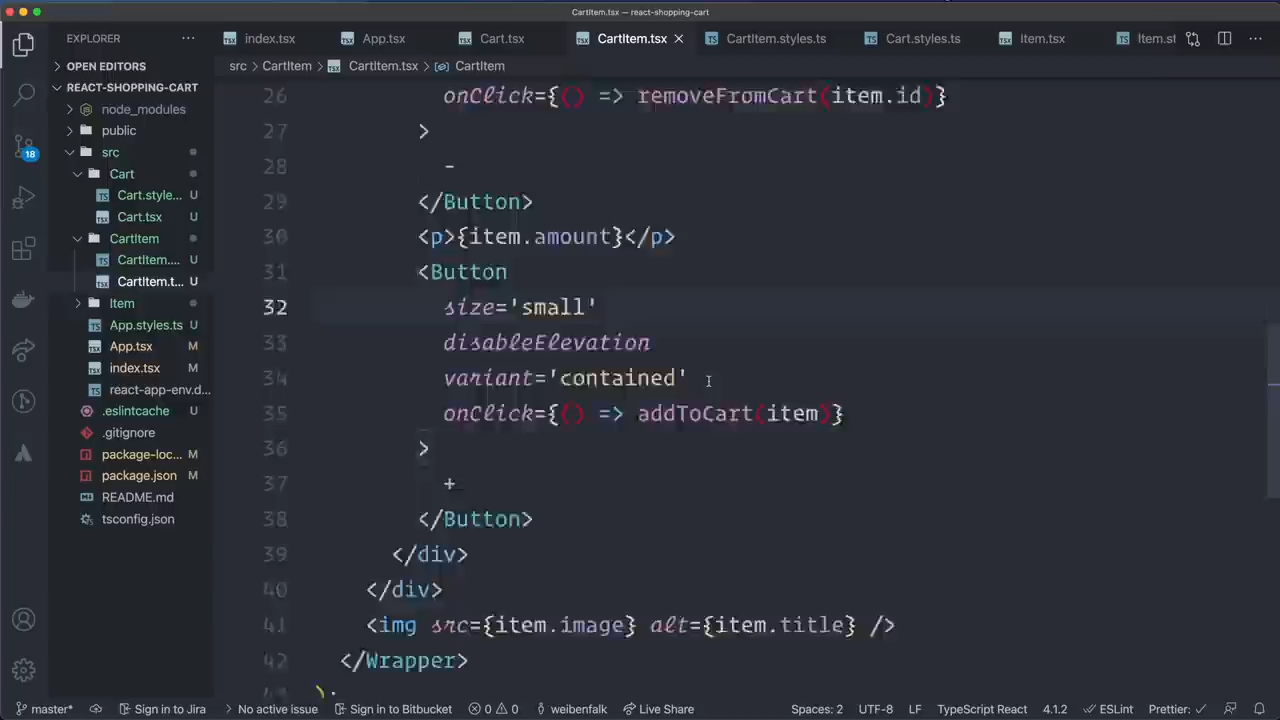 CartItem.tsx — react-shopping-cart
EXPLORER
index.tsx
App.tsx
Cart.tsx
CartItem.tsx
CartItem.styles.ts
Cart.styles.ts
Item.tsx
Item.st
OPEN EDITORS
src > CartItem > CartItem.tsx > CartItem
REACT-SHOPPING-CART
node_modules
public
src
Cart
Cart.style... U
Cart.tsx U
CartItem
CartItem.... U
CartItem.t... U
Item
App.styles.ts U
App.tsx M
index.tsx M
react-app-env.d...
.eslintcache U
.gitignore
package-loc... M
package.json M
README.md
tsconfig.json
18
26 onClick={() => removeFromCart(item.id)}
27 >
28 -
29 </Button>
30 <p>{item.amount}</p>
31 <Button
32 size='small'
33 disableElevation
34 variant='contained'
35 onClick={() => addToCart(item)}
36 >
37 +
38 </Button>
39 </div>
40 </div>
41 <img src={item.image} alt={item.title} />
42 </Wrapper>
43 );
master* Sign in to Jira No active issue Sign in to Bitbucket 0 0 weibenfalk Live Share Spaces: 2 UTF-8 LF TypeScript React 4.1.2 ESLint Prettier: ✓